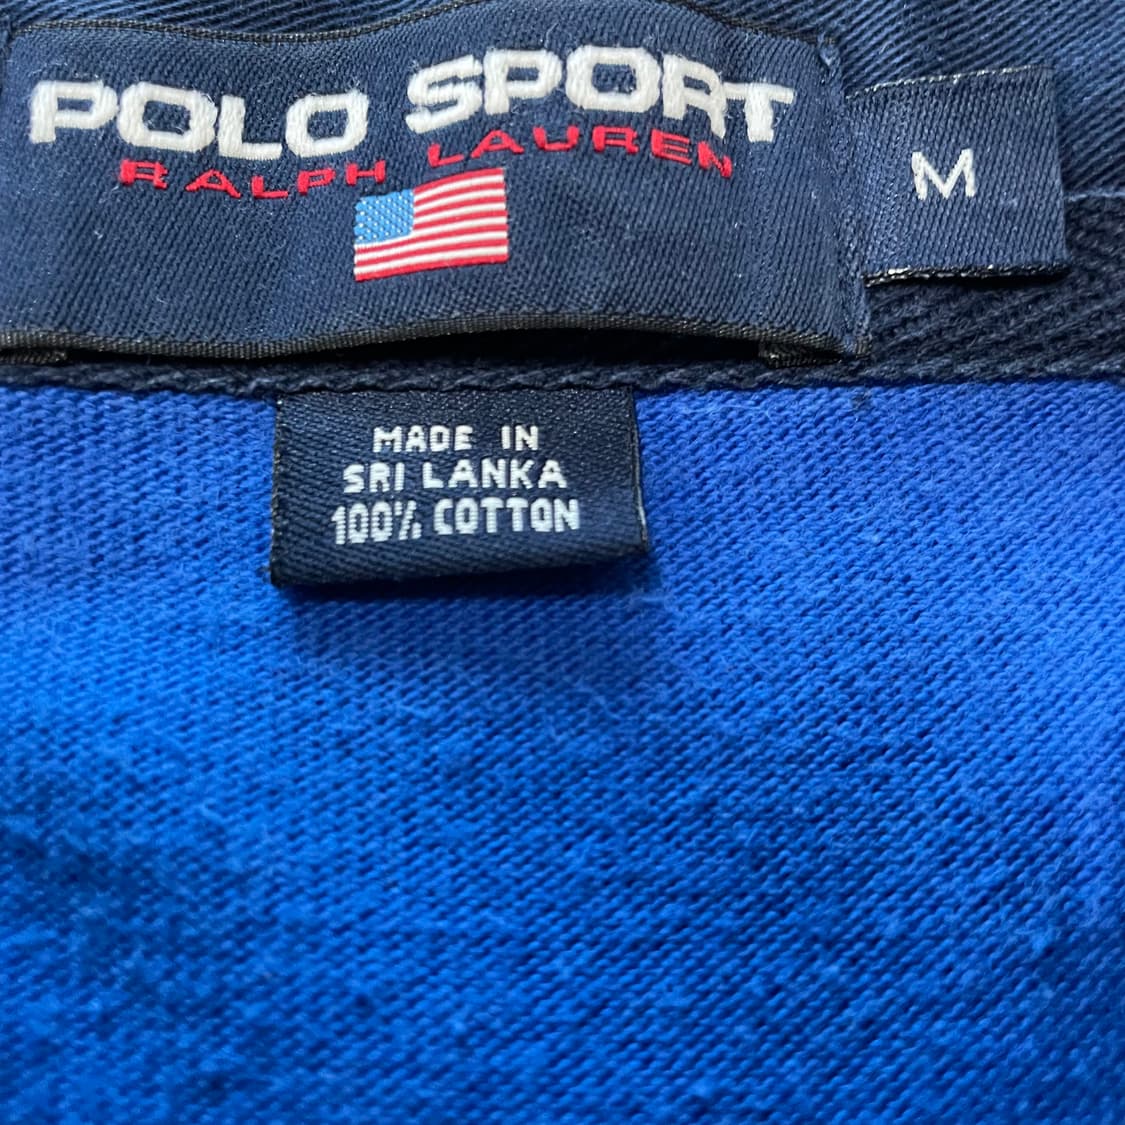 POLO SPORT
RALPH LAUREN
M
MADE IN
SRI LANKA
100% COTTON